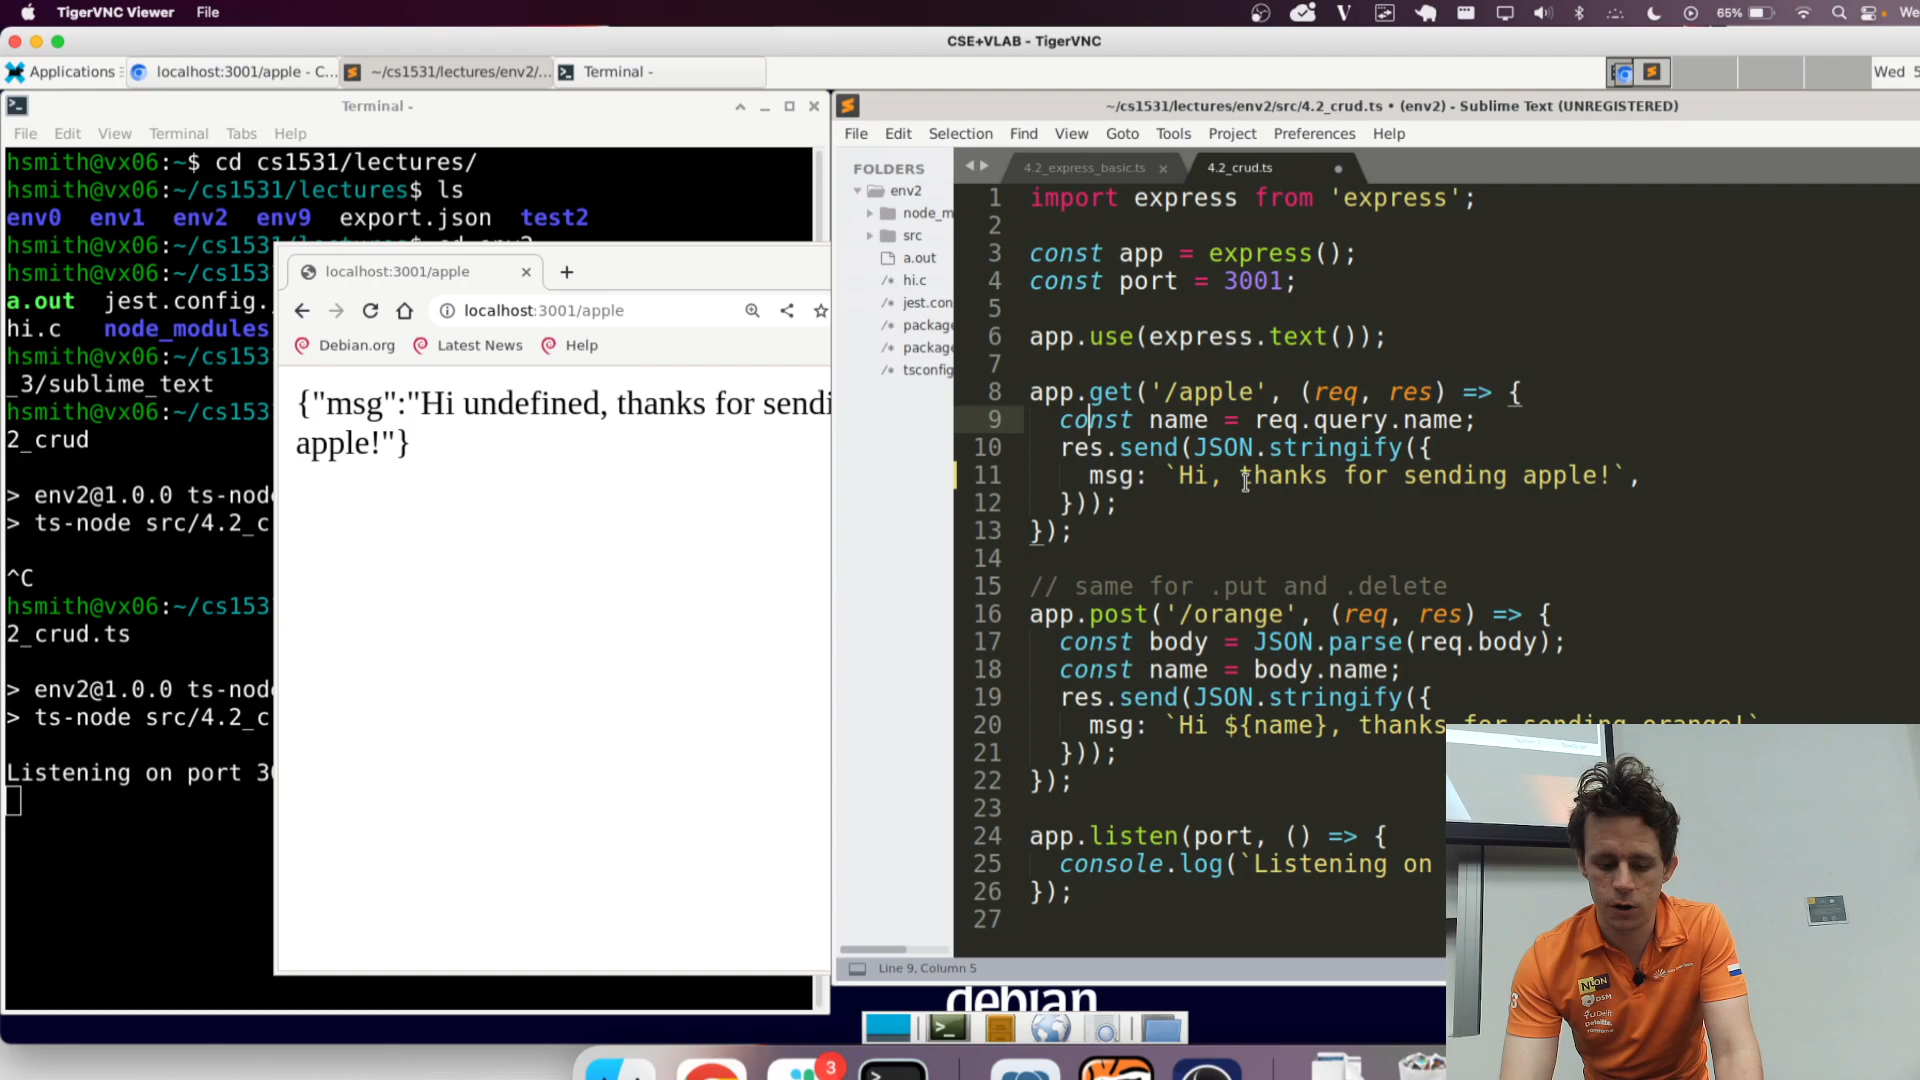 TigerVNC Viewer File
65%
CSE+VLAB - TigerVNC
Applications
localhost:3001/apple - C...
~/cs1531/lectures/env2/...
Terminal -
Wed 5
Terminal -
File Edit View Terminal Tabs Help
hsmith@vx06:~$ cd cs1531/lectures/
hsmith@vx06:~/cs1531/lectures$ ls
env0 env1 env2 env9 export.json test2
hsmith@vx06:~/cs1531/
hsmith@vx06:~/cs153
a.out jest.config.
hi.c node_modules
hsmith@vx06:~/cs153
_3/sublime_text
hsmith@vx06:~/cs153
2_crud
> env2@1.0.0 ts-nod
> ts-node src/4.2_c
^C
hsmith@vx06:~/cs153
2_crud.ts
> env2@1.0.0 ts-nod
> ts-node src/4.2_c
Listening on port 30
localhost:3001/apple
localhost:3001/apple
Debian.org Latest News Help
{"msg":"Hi undefined, thanks for sendi
apple!"}
~/cs1531/lectures/env2/src/4.2_crud.ts • (env2) - Sublime Text (UNREGISTERED)
File Edit Selection Find View Goto Tools Project Preferences Help
FOLDERS
env2
node_m
src
a.out
hi.c
jest.con
package
package
tsconfig
4.2_express_basic.ts
4.2_crud.ts
1 import express from 'express';
2
3 const app = express();
4 const port = 3001;
5
6 app.use(express.text());
7
8 app.get('/apple', (req, res) => {
9 const name = req.query.name;
10 res.send(JSON.stringify({
11 msg: `Hi, thanks for sending apple!`,
12 }));
13 });
14
15 // same for .put and .delete
16 app.post('/orange', (req, res) => {
17 const body = JSON.parse(req.body);
18 const name = body.name;
19 res.send(JSON.stringify({
20 msg: `Hi ${name}, thanks for sending orange!`
21 }));
22 });
23
24 app.listen(port, () => {
25 console.log(`Listening on
26 });
27
Line 9, Column 5
debian
3
NLON
DSM
TU Delft
Deloitte.